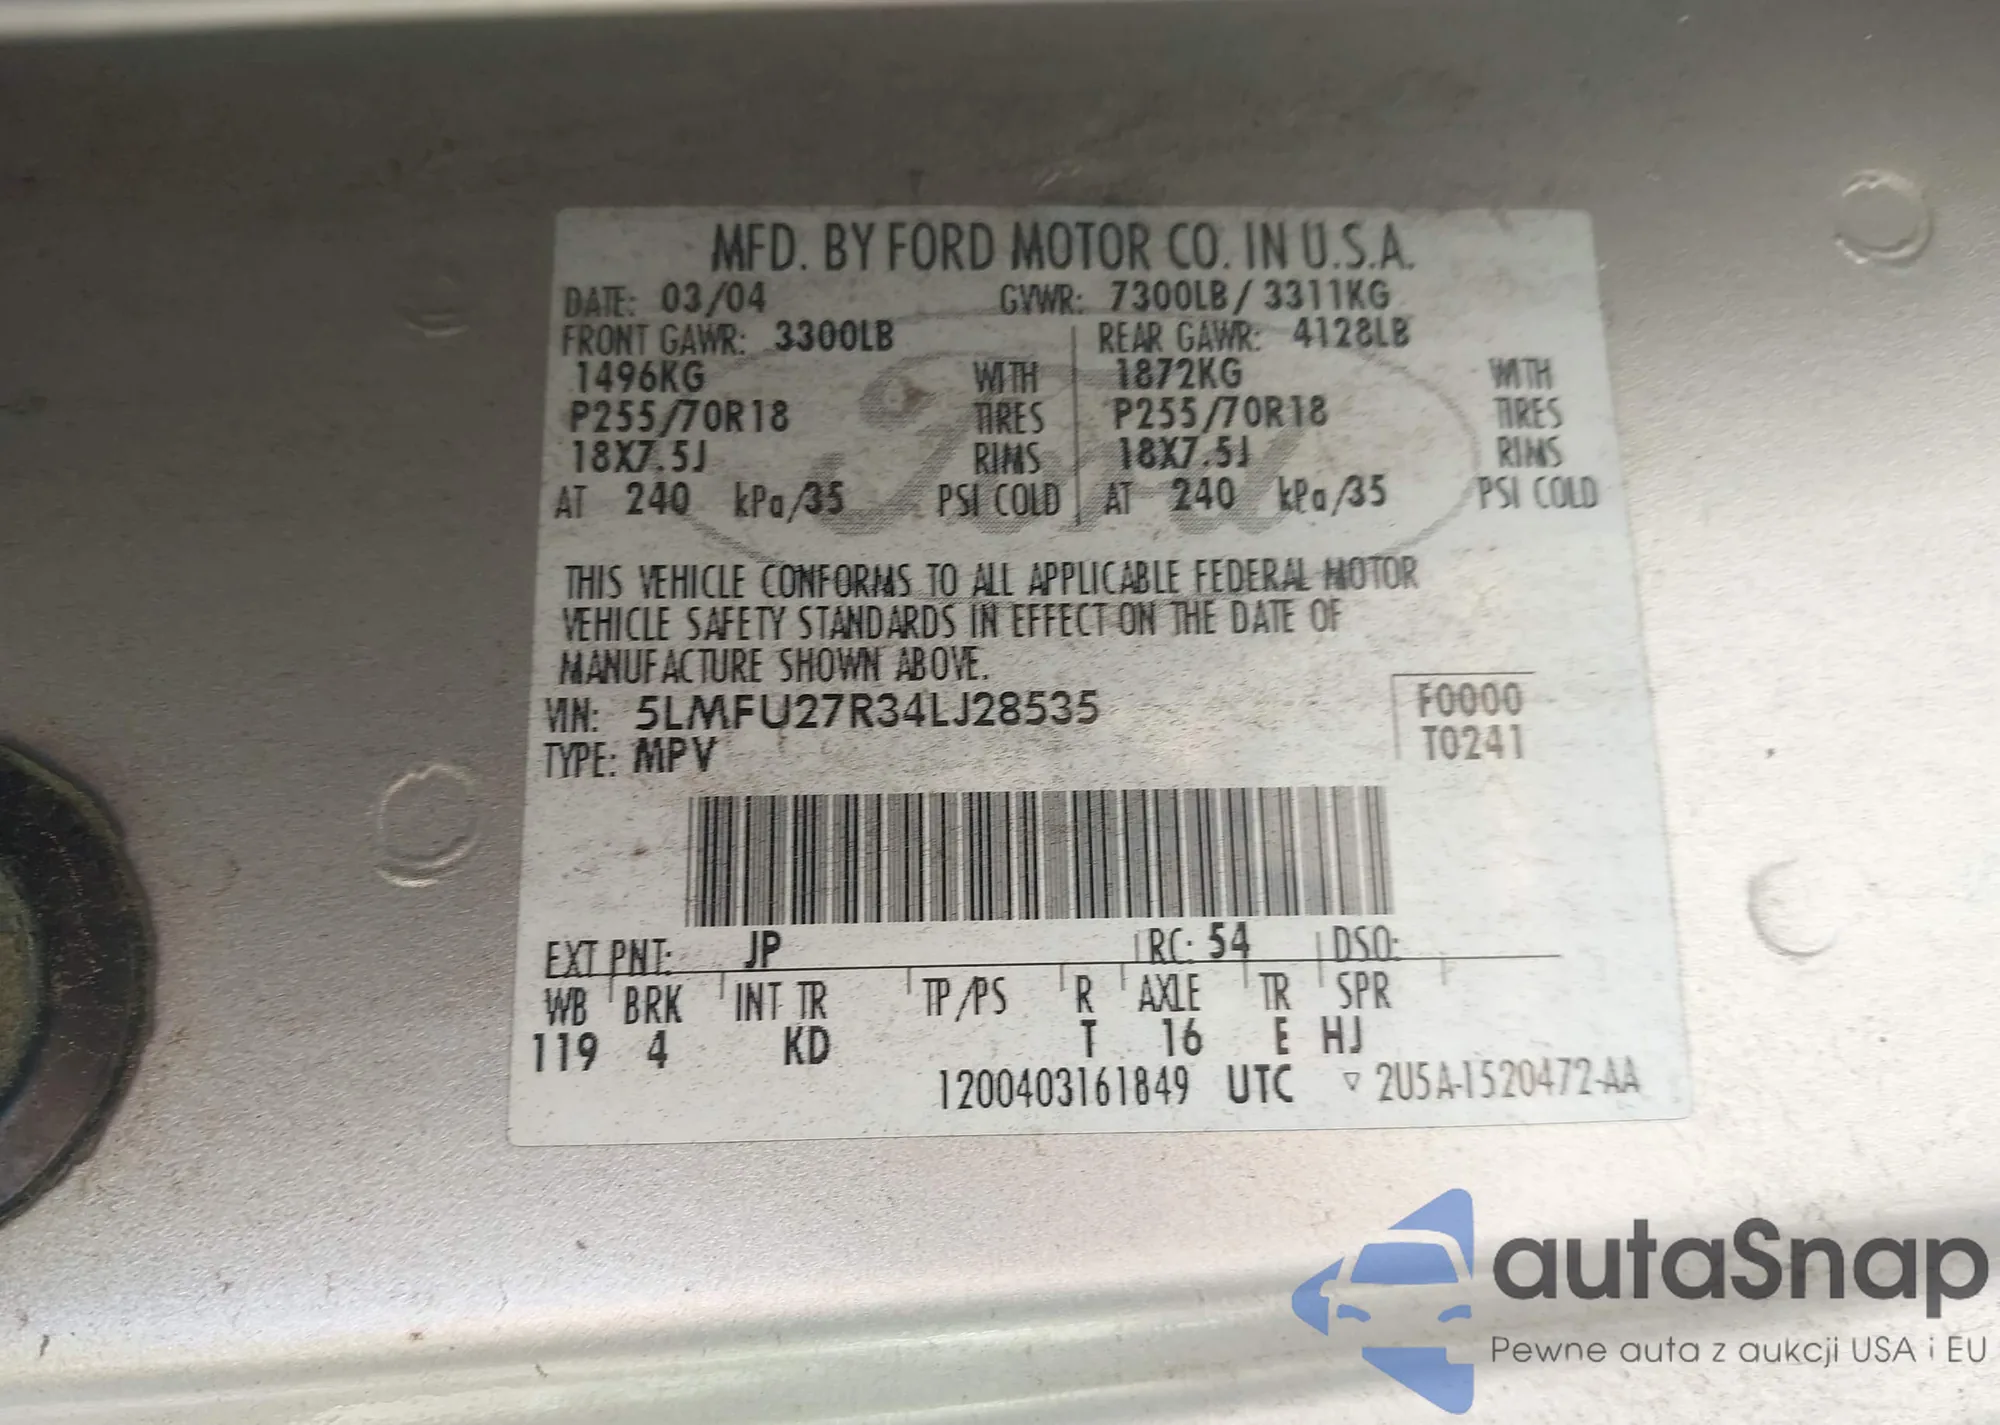 MFD. BY FORD MOTOR CO. IN U.S.A.
DATE: 03/04 GVWR: 7300LB / 3311KG
FRONT GAWR: 3300LB REAR GAWR: 4128LB
1496KG WITH 1872KG WITH
P255/70R18 TIRES P255/70R18 TIRES
18X7.5J RIMS 18X7.5J RIMS
AT 240 kPa/35 PSI COLD AT 240 kPa/35 PSI COLD
THIS VEHICLE CONFORMS TO ALL APPLICABLE FEDERAL MOTOR
VEHICLE SAFETY STANDARDS IN EFFECT ON THE DATE OF
MANUFACTURE SHOWN ABOVE.
VIN: 5LMFU27R34LJ28535 F0000
TYPE: MPV T0241
EXT PNT: JP RC: 54 DSO:
WB BRK INT TR TP/PS R AXLE TR SPR
119 4 KD T 16 E HJ
1200403161849 UTC ▽ 2U5A-1520472-AA
autaSnap
Pewne auta z aukcji USA i EU